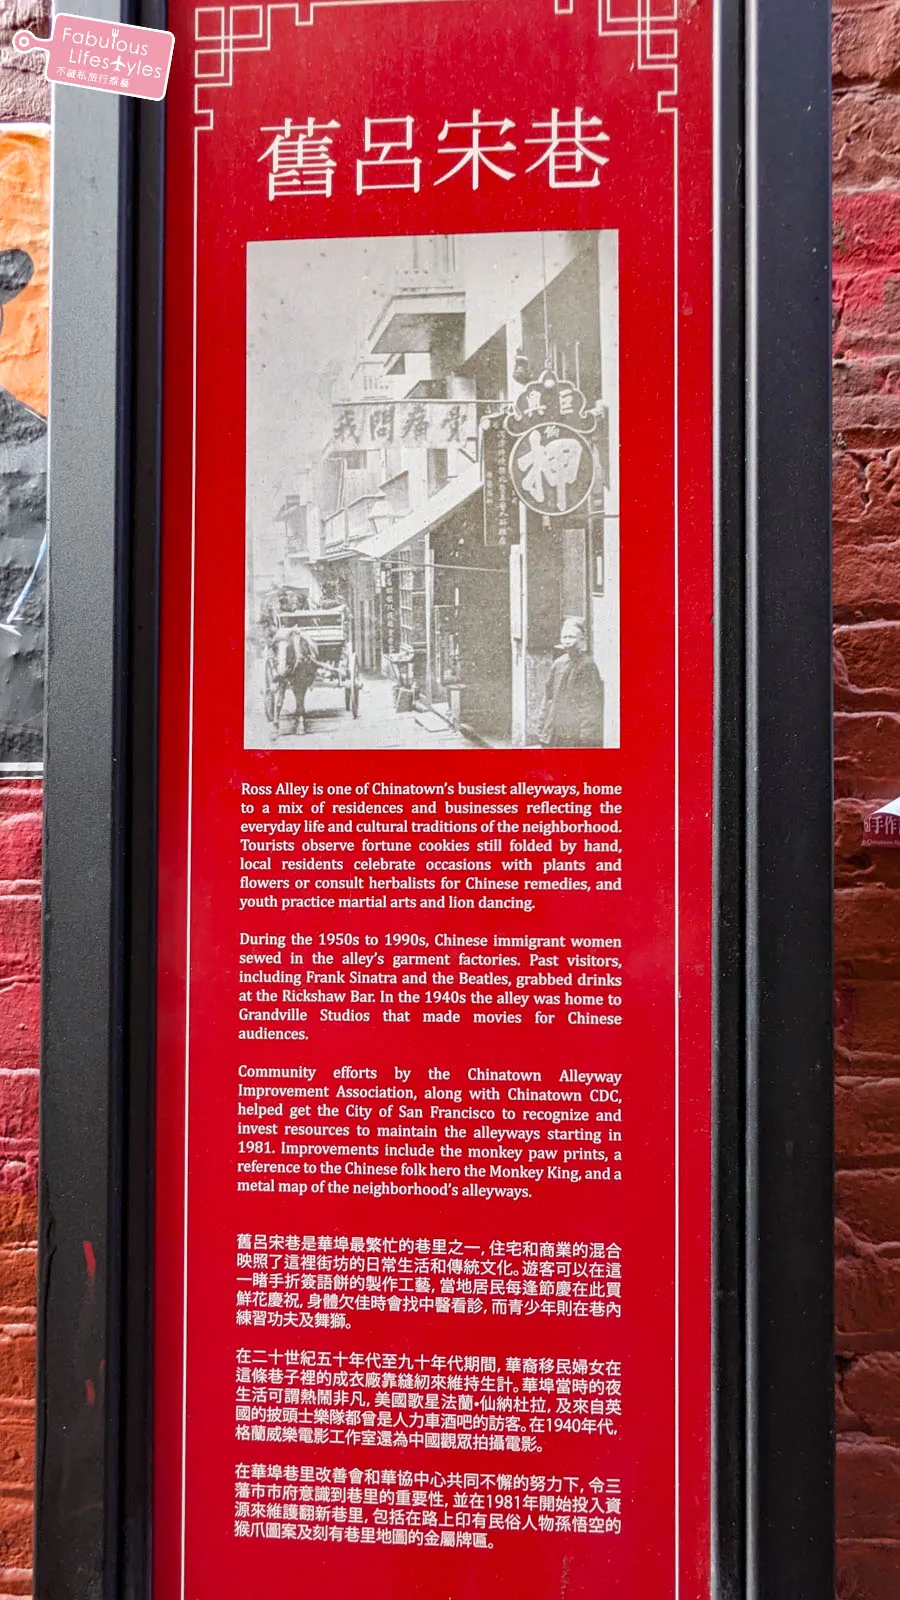 Fabulous
Lifestyles
不藏私旅行煮藝
舊呂宋巷
我問痛覺
興巨
押
Ross Alley is one of Chinatown's busiest alleyways, home
to a mix of residences and businesses reflecting the
everyday life and cultural traditions of the neighborhood.
Tourists observe fortune cookies still folded by hand,
local residents celebrate occasions with plants and
flowers or consult herbalists for Chinese remedies, and
youth practice martial arts and lion dancing.
During the 1950s to 1990s, Chinese immigrant women
sewed in the alley's garment factories. Past visitors,
including Frank Sinatra and the Beatles, grabbed drinks
at the Rickshaw Bar. In the 1940s the alley was home to
Grandville Studios that made movies for Chinese
audiences.
Community efforts by the Chinatown Alleyway
Improvement Association, along with Chinatown CDC,
helped get the City of San Francisco to recognize and
invest resources to maintain the alleyways starting in
1981. Improvements include the monkey paw prints, a
reference to the Chinese folk hero the Monkey King, and a
metal map of the neighborhood's alleyways.
舊呂宋巷是華埠最繁忙的巷里之一, 住宅和商業的混合
映照了這裡街坊的日常生活和傳統文化。遊客可以在這
一睹手折簽語餅的製作工藝, 當地居民每逢節慶在此買
鮮花慶祝, 身體欠佳時會找中醫看診, 而青少年則在巷內
練習功夫及舞獅。
在二十世紀五十年代至九十年代期間, 華裔移民婦女在
這條巷子裡的成衣廠靠縫紉來維持生計。華埠當時的夜
生活可謂熱鬧非凡, 美國歌星法蘭•仙納杜拉, 及來自英
國的披頭士樂隊都曾是人力車酒吧的訪客。在1940年代,
格蘭威樂電影工作室還為中國觀眾拍攝電影。
在華埠巷里改善會和華協中心共同不懈的努力下, 令三
藩市市府意識到巷里的重要性, 並在1981年開始投入資
源來維護翻新巷里, 包括在路上印有民俗人物孫悟空的
猴爪圖案及刻有巷里地圖的金屬牌區。
手作